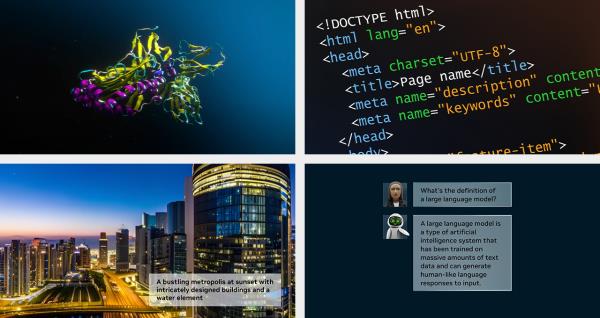 <!DOCTYPE html>
<html lang="en">
<head>
<meta charset="UTF-8">
<title>Page name</title>
<meta name="description" content
<meta name="keywords" content="
</head>
<body>
"feature-item">
A bustling metropolis at sunset with
intricately designed buildings and a
water element
What's the definition of
a large language model?
A large language model is
a type of artificial
intelligence system that
has been trained on
massive amounts of text
data and can generate
human-like language
responses to input.